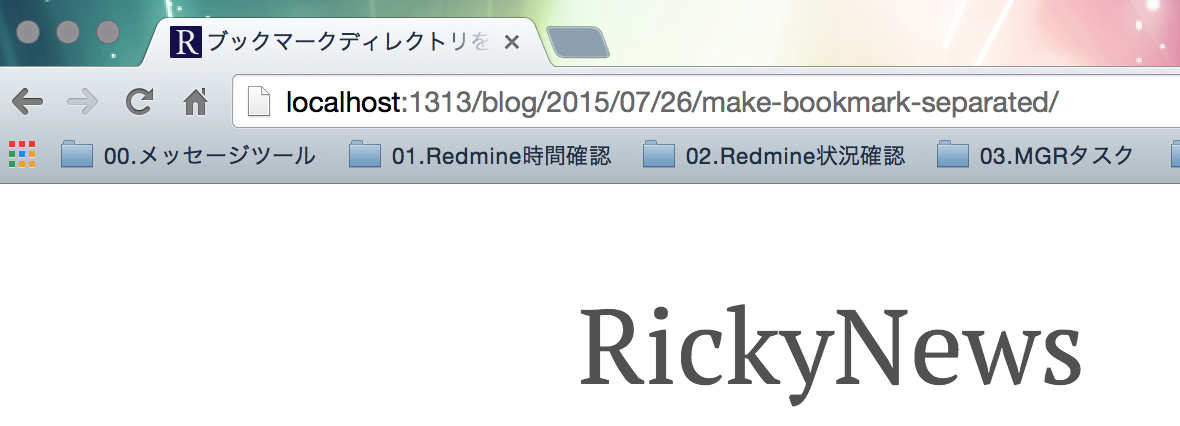 R ブックマークディレクトリを
localhost:1313/blog/2015/07/26/make-bookmark-separated/
00.メッセージツール 01.Redmine時間確認 02.Redmine状況確認 03.MGRタスク
RickyNews